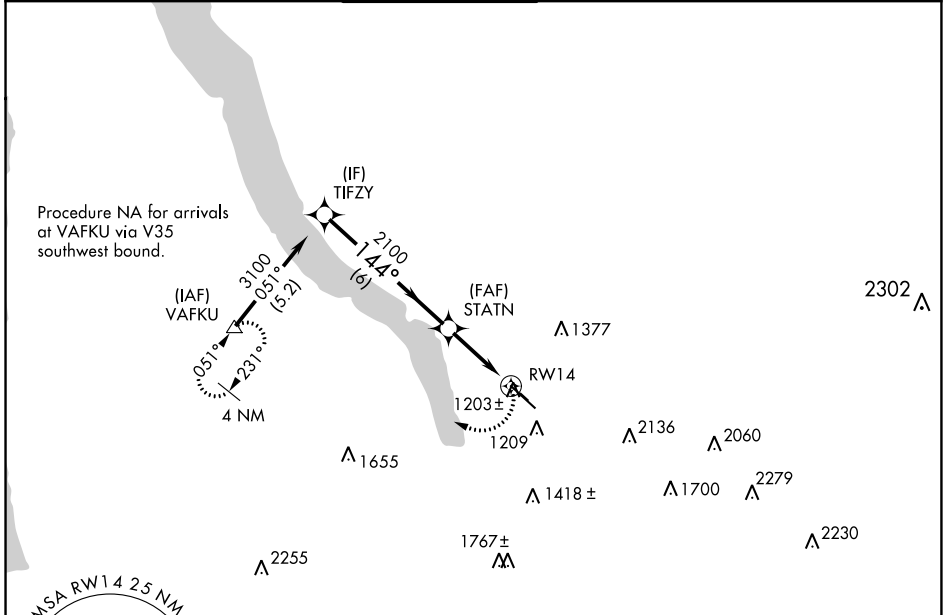 (IF)
TIFZY
Procedure NA for arrivals
at VAFKU via V35
southwest bound.
2100
144°
(6)
3100
051°
(5.2)
(IAF)
VAFKU
(FAF)
STATN
2302
1377
051°
231°
4 NM
RW14
1203±
1209
2136
2060
1655
1418 ±
1700
2279
1767±
2230
2255
MSA RW14 25 NM